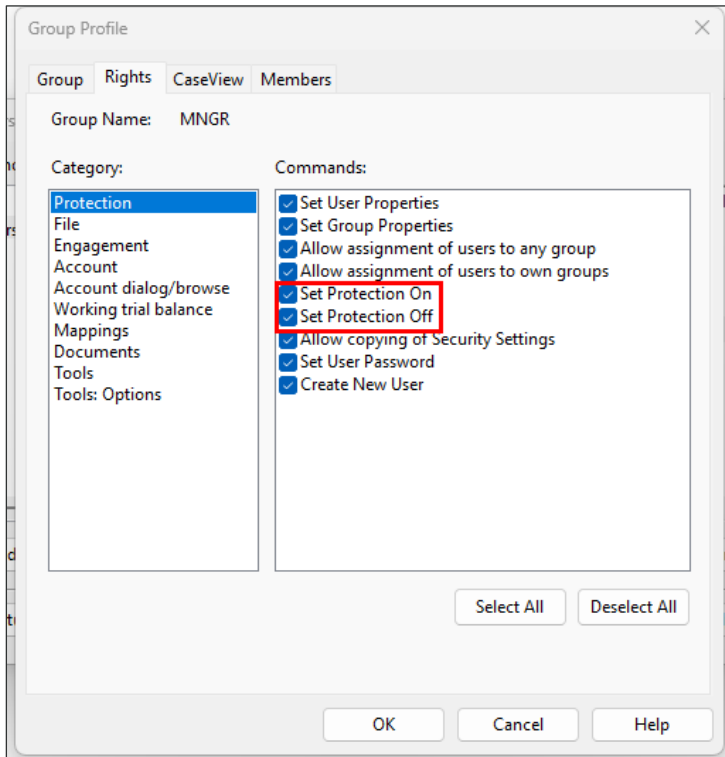 Group Profile
Group Rights CaseView Members
Group Name: MNGR
Category:
Protection
File
Engagement
Account
Account dialog/browse
Working trial balance
Mappings
Documents
Tools
Tools: Options
Commands:
Set User Properties
Set Group Properties
Allow assignment of users to any group
Allow assignment of users to own groups
Set Protection On
Set Protection Off
Allow copying of Security Settings
Set User Password
Create New User
Select All Deselect All
OK Cancel Help